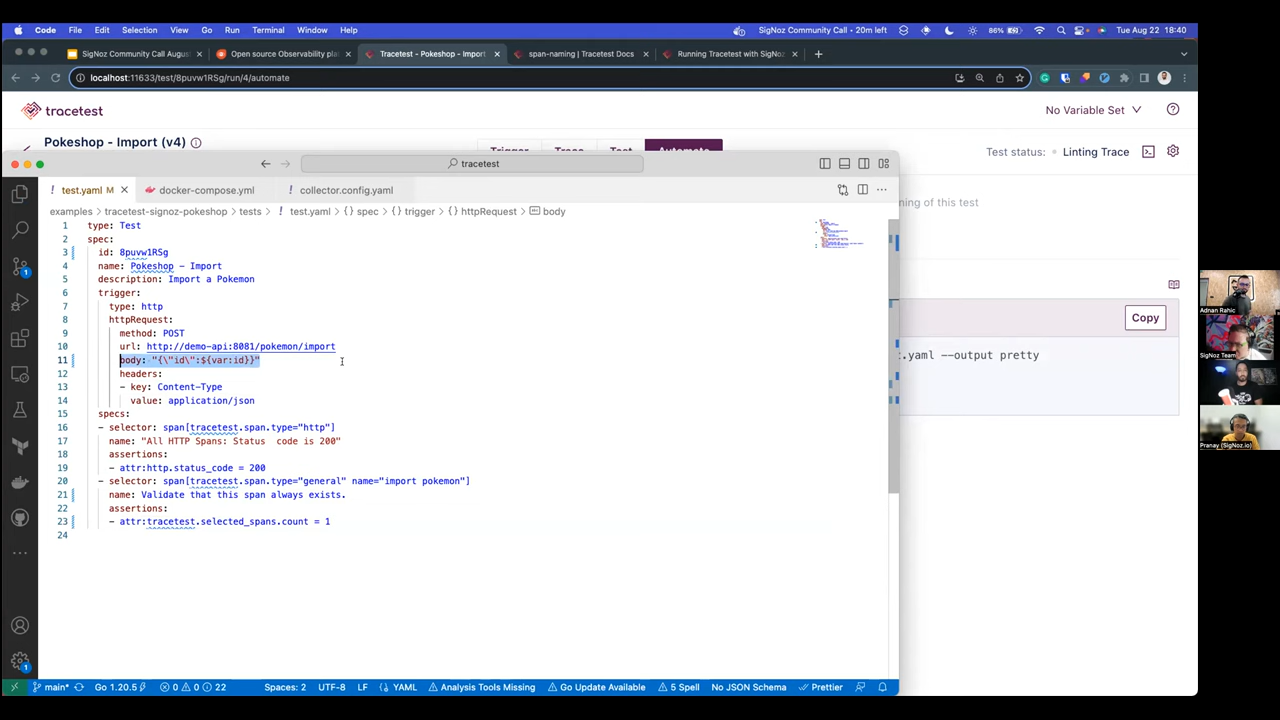 Code File Edit Selection View Go Run Terminal Window Help SigNoz Community Call • 20m left 86% Tue Aug 22 18:40
SigNoz Community Call Augus Open source Observability pla Tracetest - Pokeshop - Import span-naming | Tracetest Docs Running Tracetest with SigNoz
localhost:11633/test/8puvw1RSg/run/4/automate
tracetest No Variable Set
Pokeshop - Import (v4) Trigger Trace Test Automate
Test status: Linting Trace
tracetest
test.yaml M docker-compose.yml collector.config.yaml
ning of this test
examples > tracetest-signoz-pokeshop > tests > ! test.yaml > {} spec > {} trigger > {} httpRequest > body
1 type: Test
2 spec:
3 id: 8puvw1RSg
4 name: Pokeshop - Import
5 description: Import a Pokemon
6 trigger:
7 type: http
8 httpRequest:
9 method: POST
10 url: http://demo-api:8081/pokemon/import
11 body: "{\"id\":${var:id}}"
12 headers:
13 - key: Content-Type
14 value: application/json
15 specs:
16 - selector: span[tracetest.span.type="http"]
17 name: "All HTTP Spans: Status  code is 200"
18 assertions:
19 - attr:http.status_code = 200
20 - selector: span[tracetest.span.type="general" name="import pokemon"]
21 name: Validate that this span always exists.
22 assertions:
23 - attr:tracetest.selected_spans.count = 1
24
Copy
z.yaml --output pretty
Adnan Rahic
SigNoz Team
Pranay (SigNoz.io)
main* Go 1.20.5 0 0 22 Spaces: 2 UTF-8 LF {} YAML Analysis Tools Missing Go Update Available 5 Spell No JSON Schema Prettier